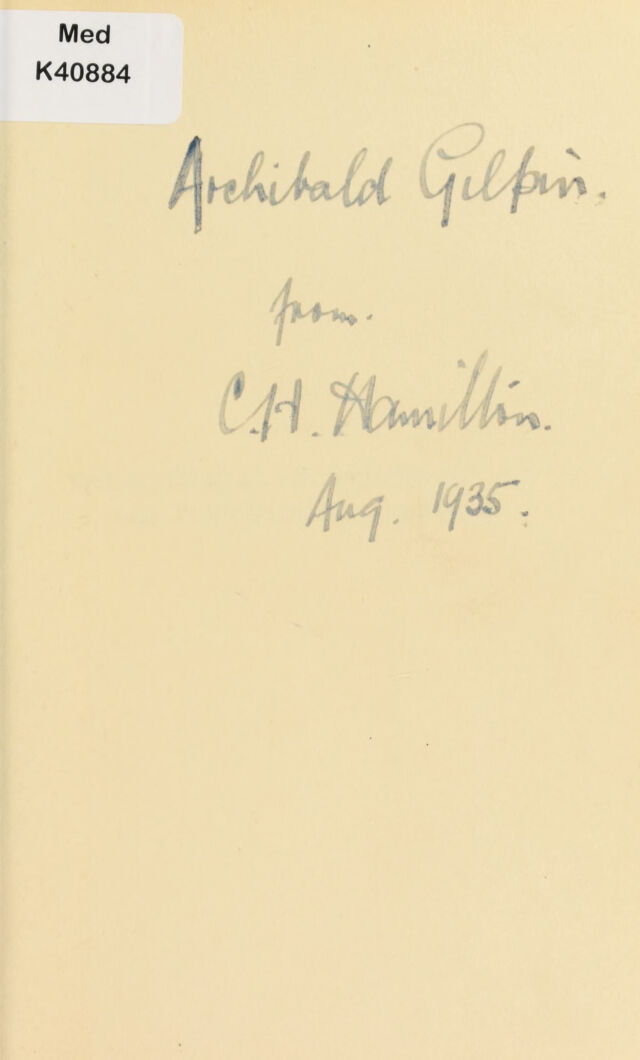 Med
K40884
Archibald Gilpin.
from.
C.H. Hamilton.
Aug. 1935.